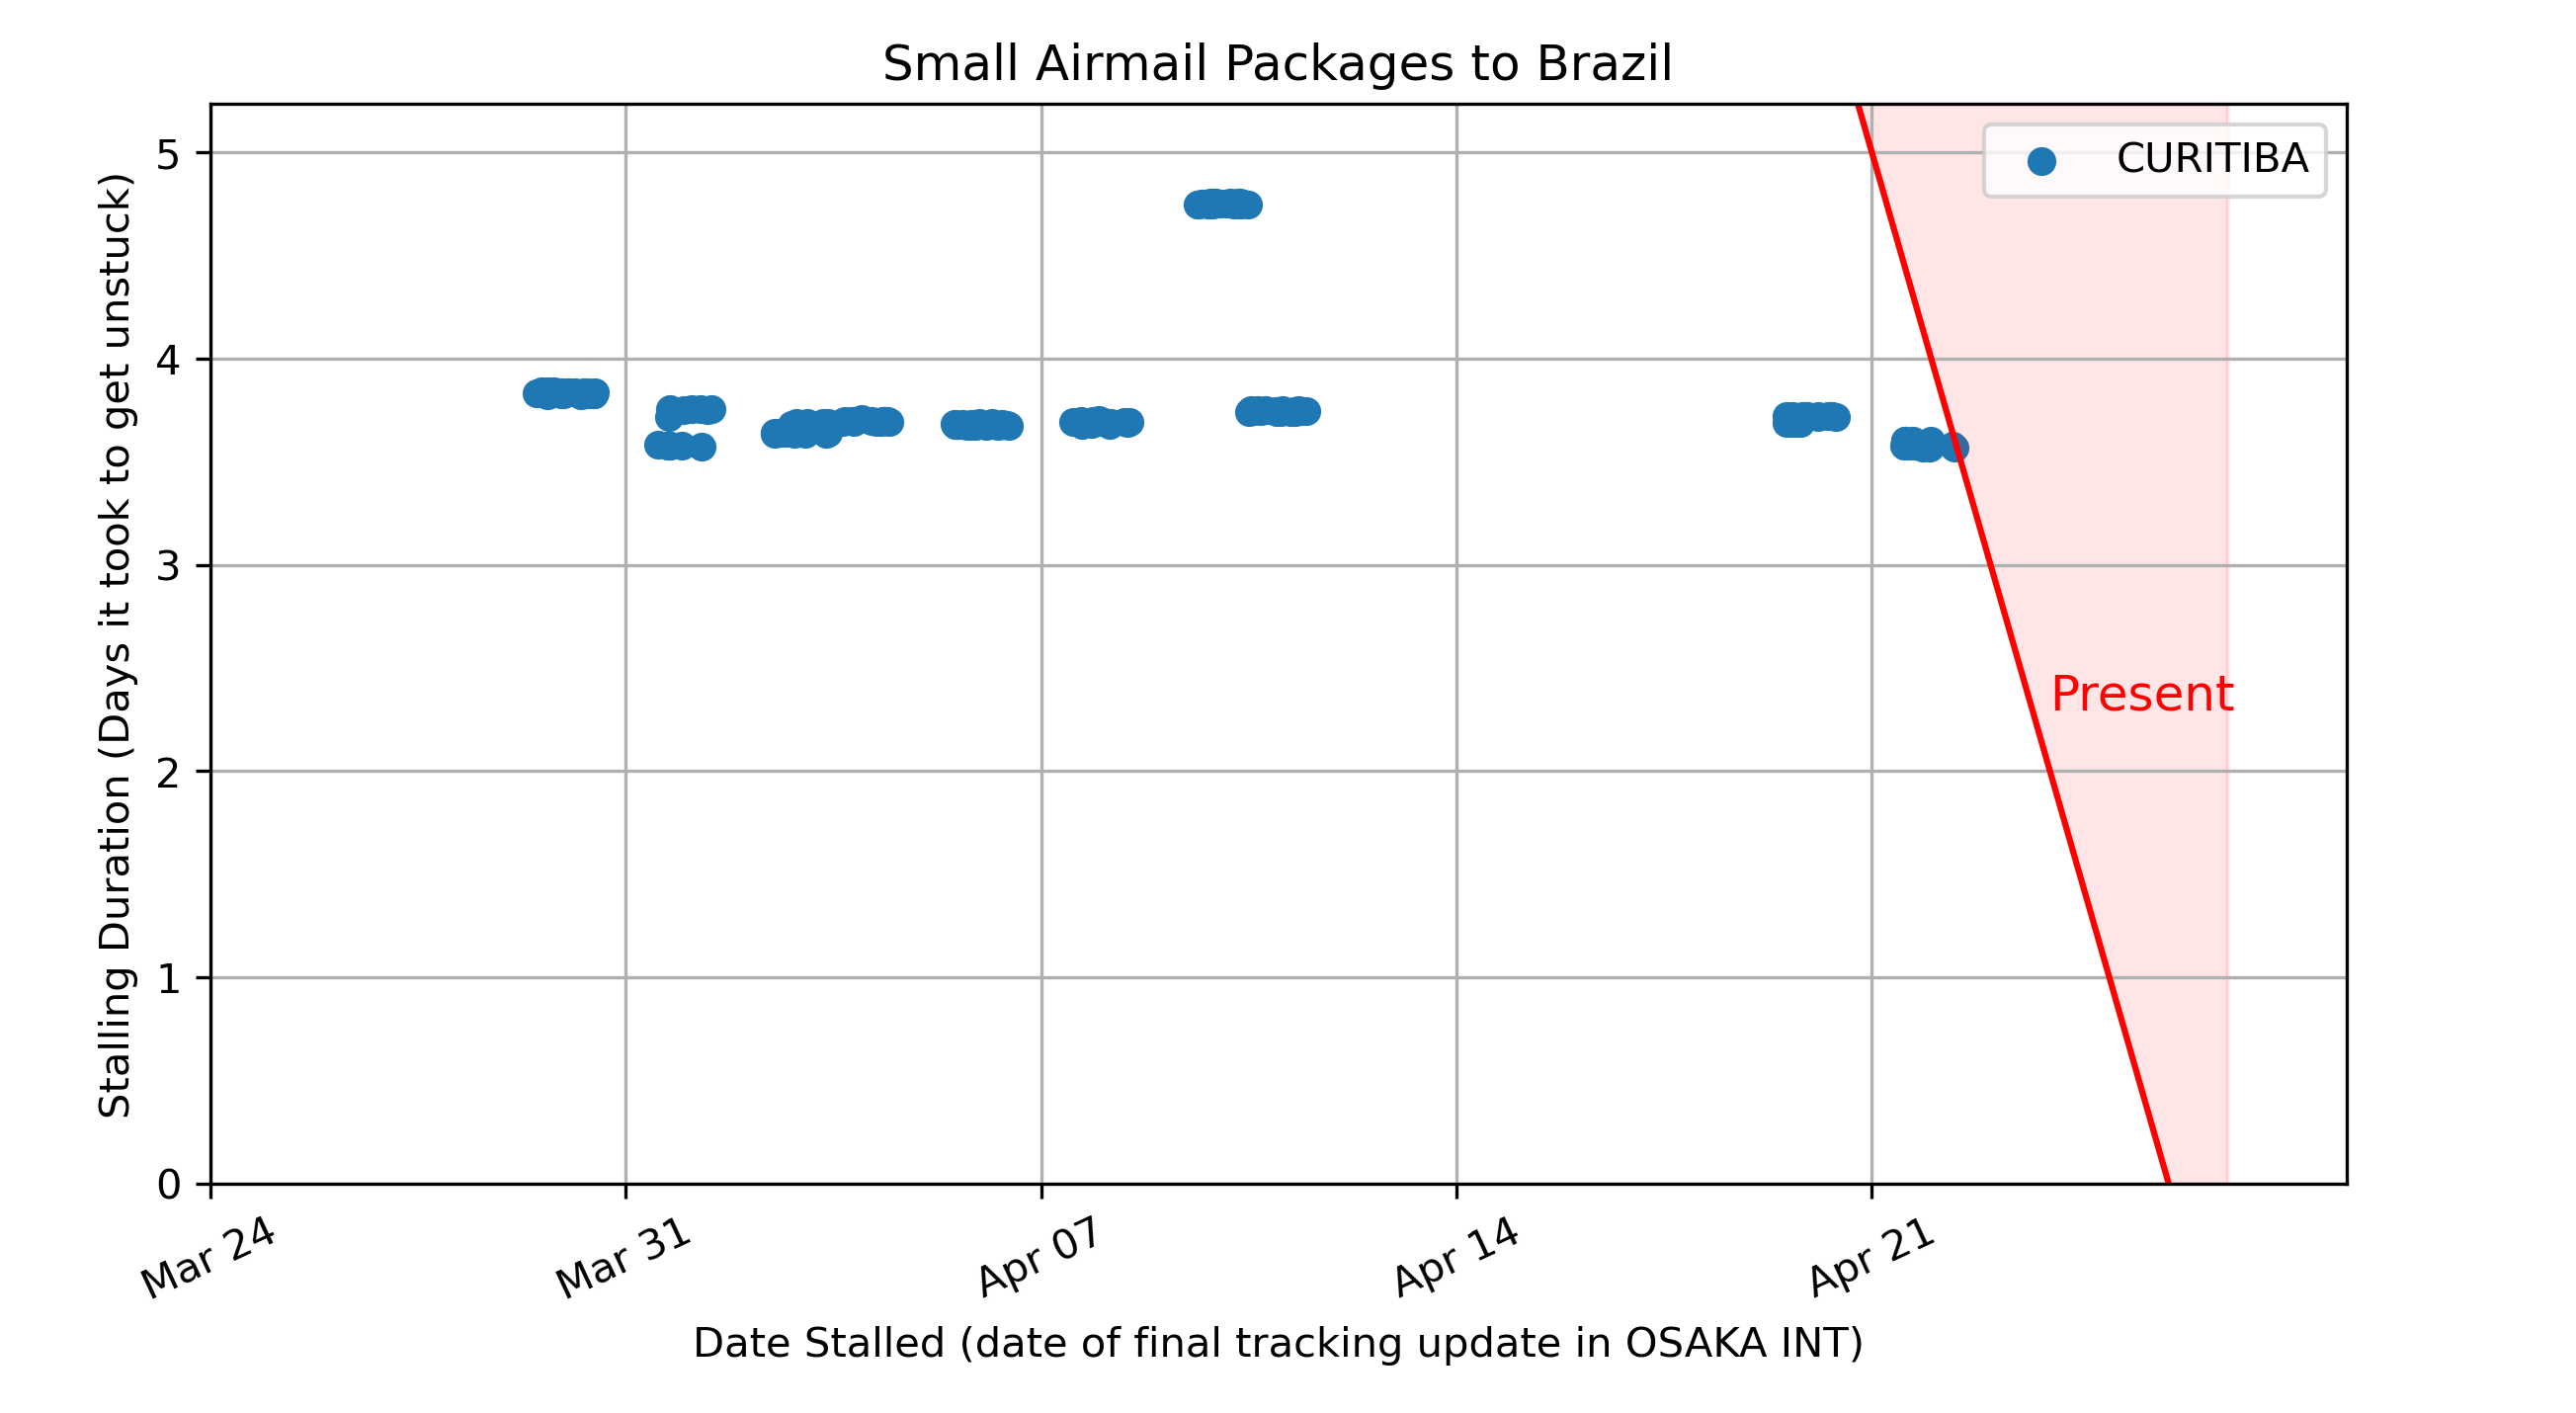 Small Airmail Packages to Brazil
CURITIBA
Stalling Duration (Days it took to get unstuck)
5
4
3
2
1
0
Present
Mar 24
Mar 31
Apr 07
Apr 14
Apr 21
Date Stalled (date of final tracking update in OSAKA INT)